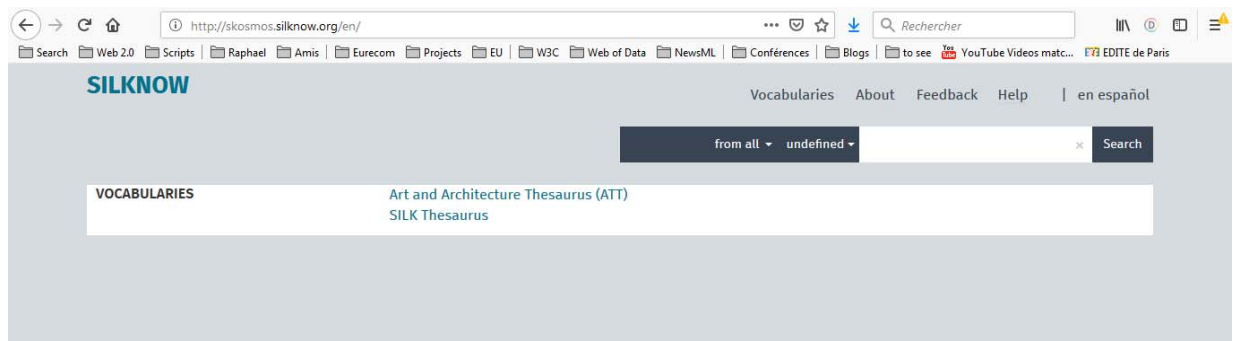 http://skosmos.silknow.org/en/
Rechercher
Search Web 2.0 Scripts Raphael Amis Eurecom Projects EU W3C Web of Data NewsML Conférences Blogs to see YouTube Videos matc... EDITE de Paris
SILKNOW
Vocabularies About Feedback Help | en español
from all undefined × Search
VOCABULARIES Art and Architecture Thesaurus (ATT)
SILK Thesaurus